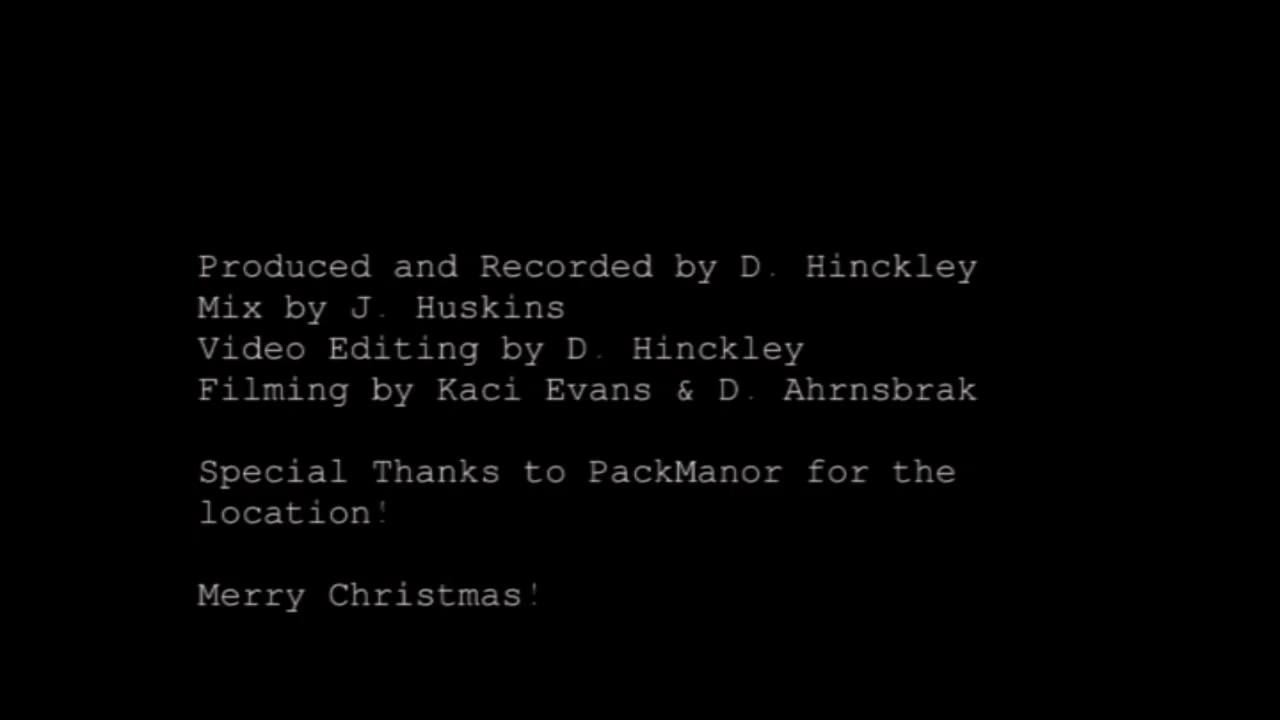 Produced and Recorded by D. Hinckley
Mix by J. Huskins
Video Editing by D. Hinckley
Filming by Kaci Evans & D. Ahrnsbrak
Special Thanks to PackManor for the
location!
Merry Christmas!